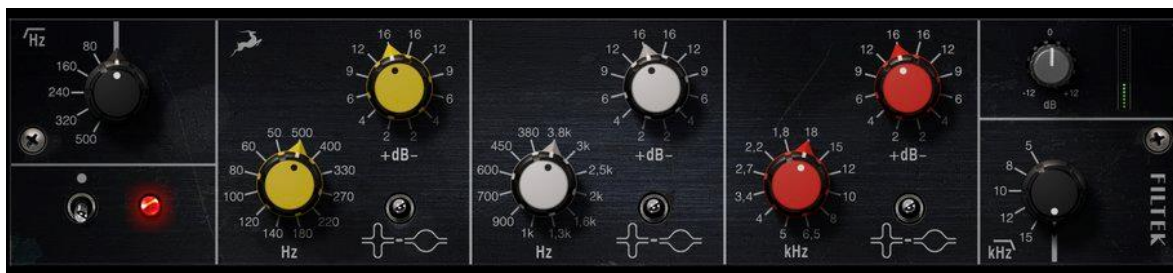 Hz
80
160
240
320
500
16 16
12 12
9 9
6 6
4 4
2 2
+dB-
50 500
60 400
80 330
100 270
120 220
140 180
Hz
16 16
12 12
9 9
6 6
4 4
2 2
+dB-
380 3.8k
450 3k
600 2,5k
700 2k
900 1,6k
1k 1,3k
Hz
16 16
12 12
9 9
6 6
4 4
2 2
+dB-
1,8 18
2,2 15
2,7 12
3,4 10
4 8
5 6,5
kHz
0
-12 +12
dB
5
8
10
12
15
kHz
FILTEK